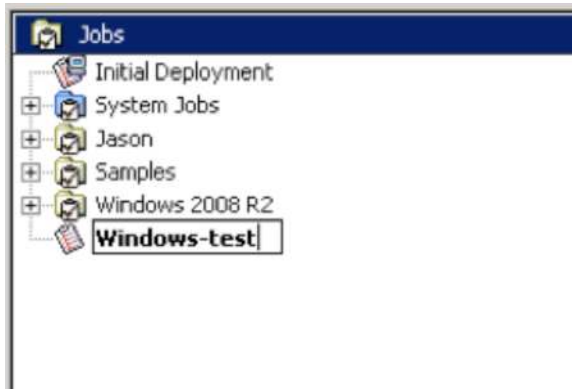 Jobs
Initial Deployment
System Jobs
Jason
Samples
Windows 2008 R2
Windows-test